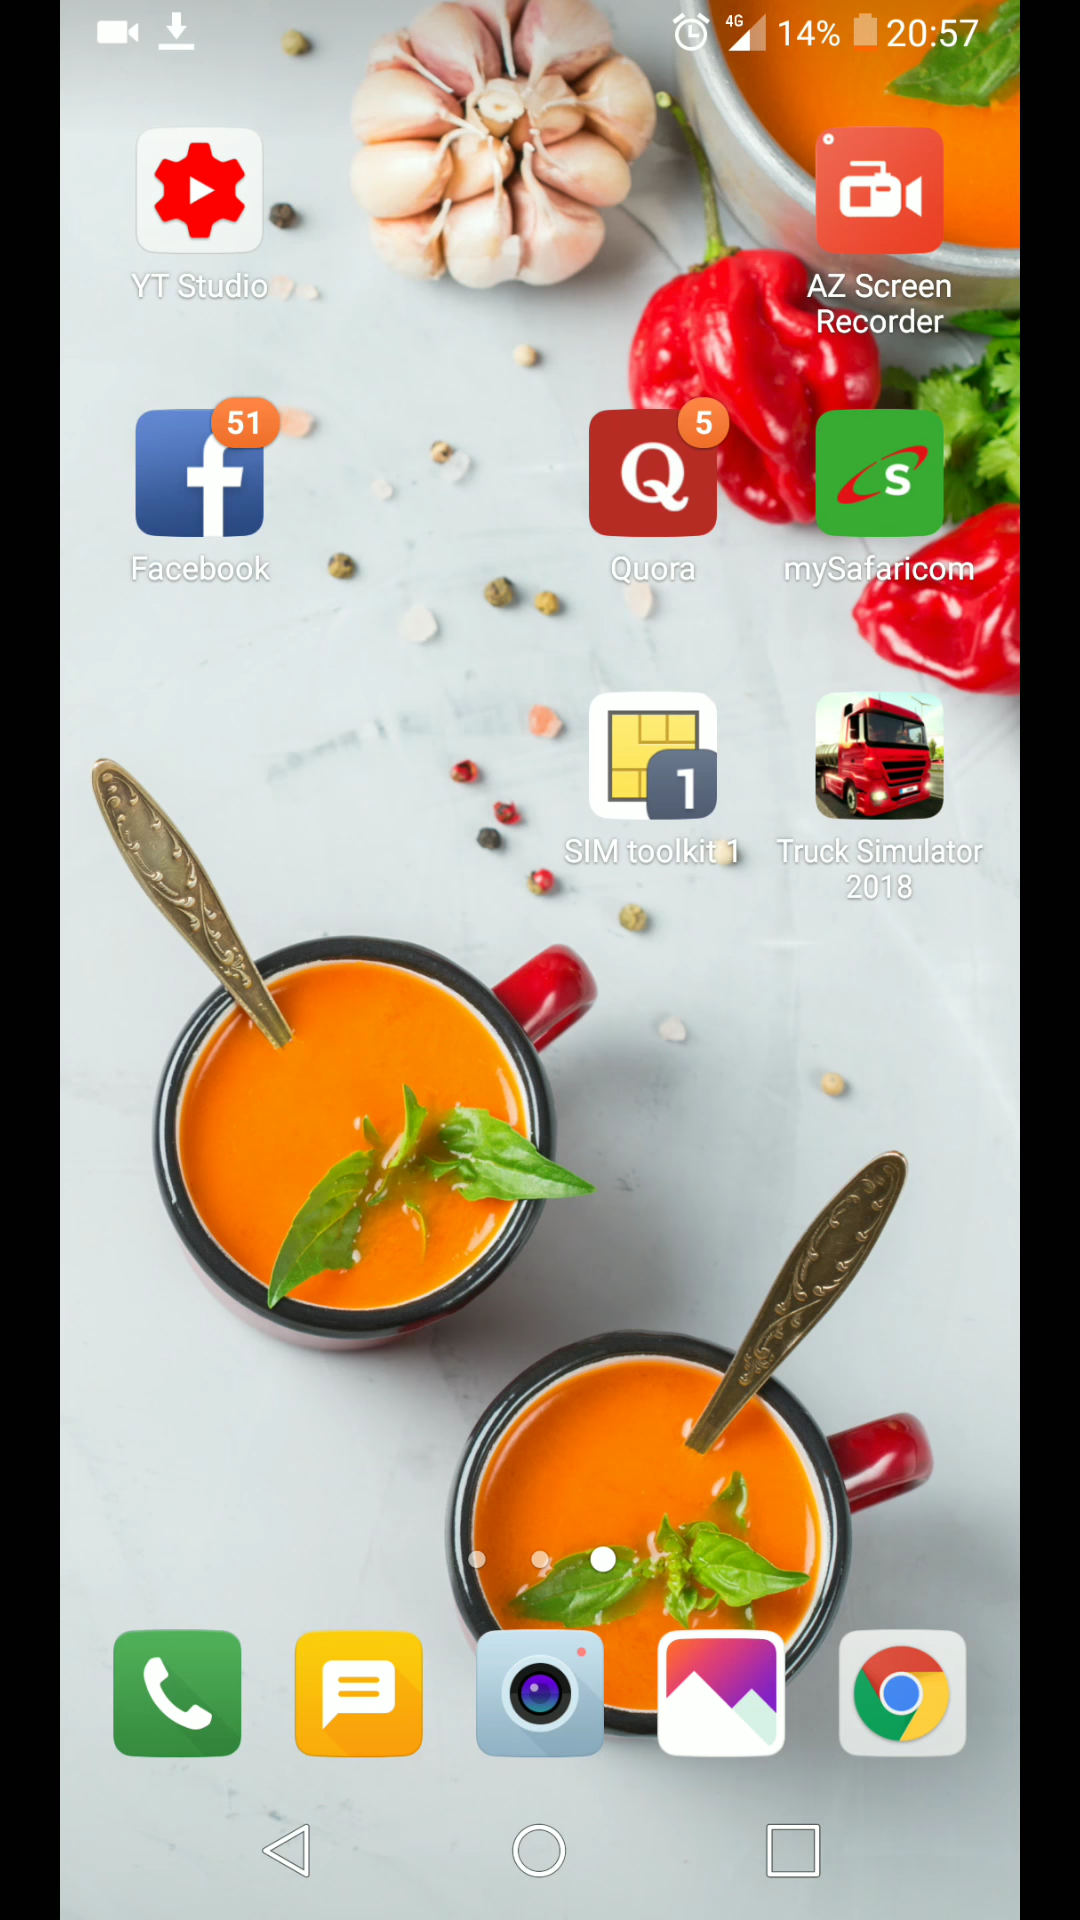 4G 14% 20:57
YT Studio
AZ Screen
Recorder
51
5
Q
S
Facebook
Quora
mySafaricom
1
SIM toolkit 1
Truck Simulator
2018